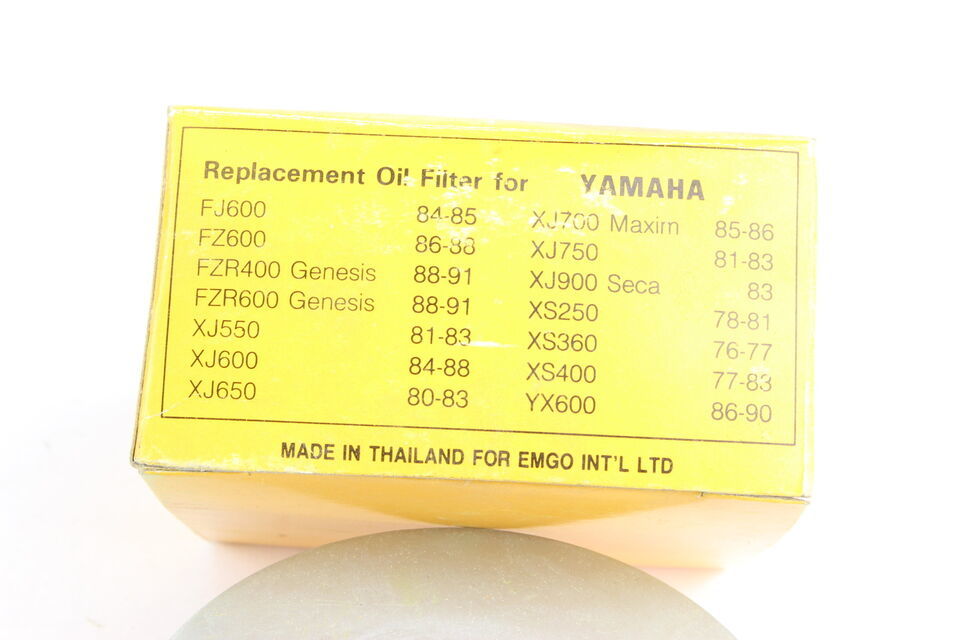 Replacement Oil Filter for YAMAHA
FJ600 84-85
FZ600 86-88
FZR400 Genesis 88-91
FZR600 Genesis 88-91
XJ550 81-83
XJ600 84-88
XJ650 80-83
XJ700 Maxim 85-86
XJ750 81-83
XJ900 Seca 83
XS250 78-81
XS360 76-77
XS400 77-83
YX600 86-90
MADE IN THAILAND FOR EMGO INT'L LTD